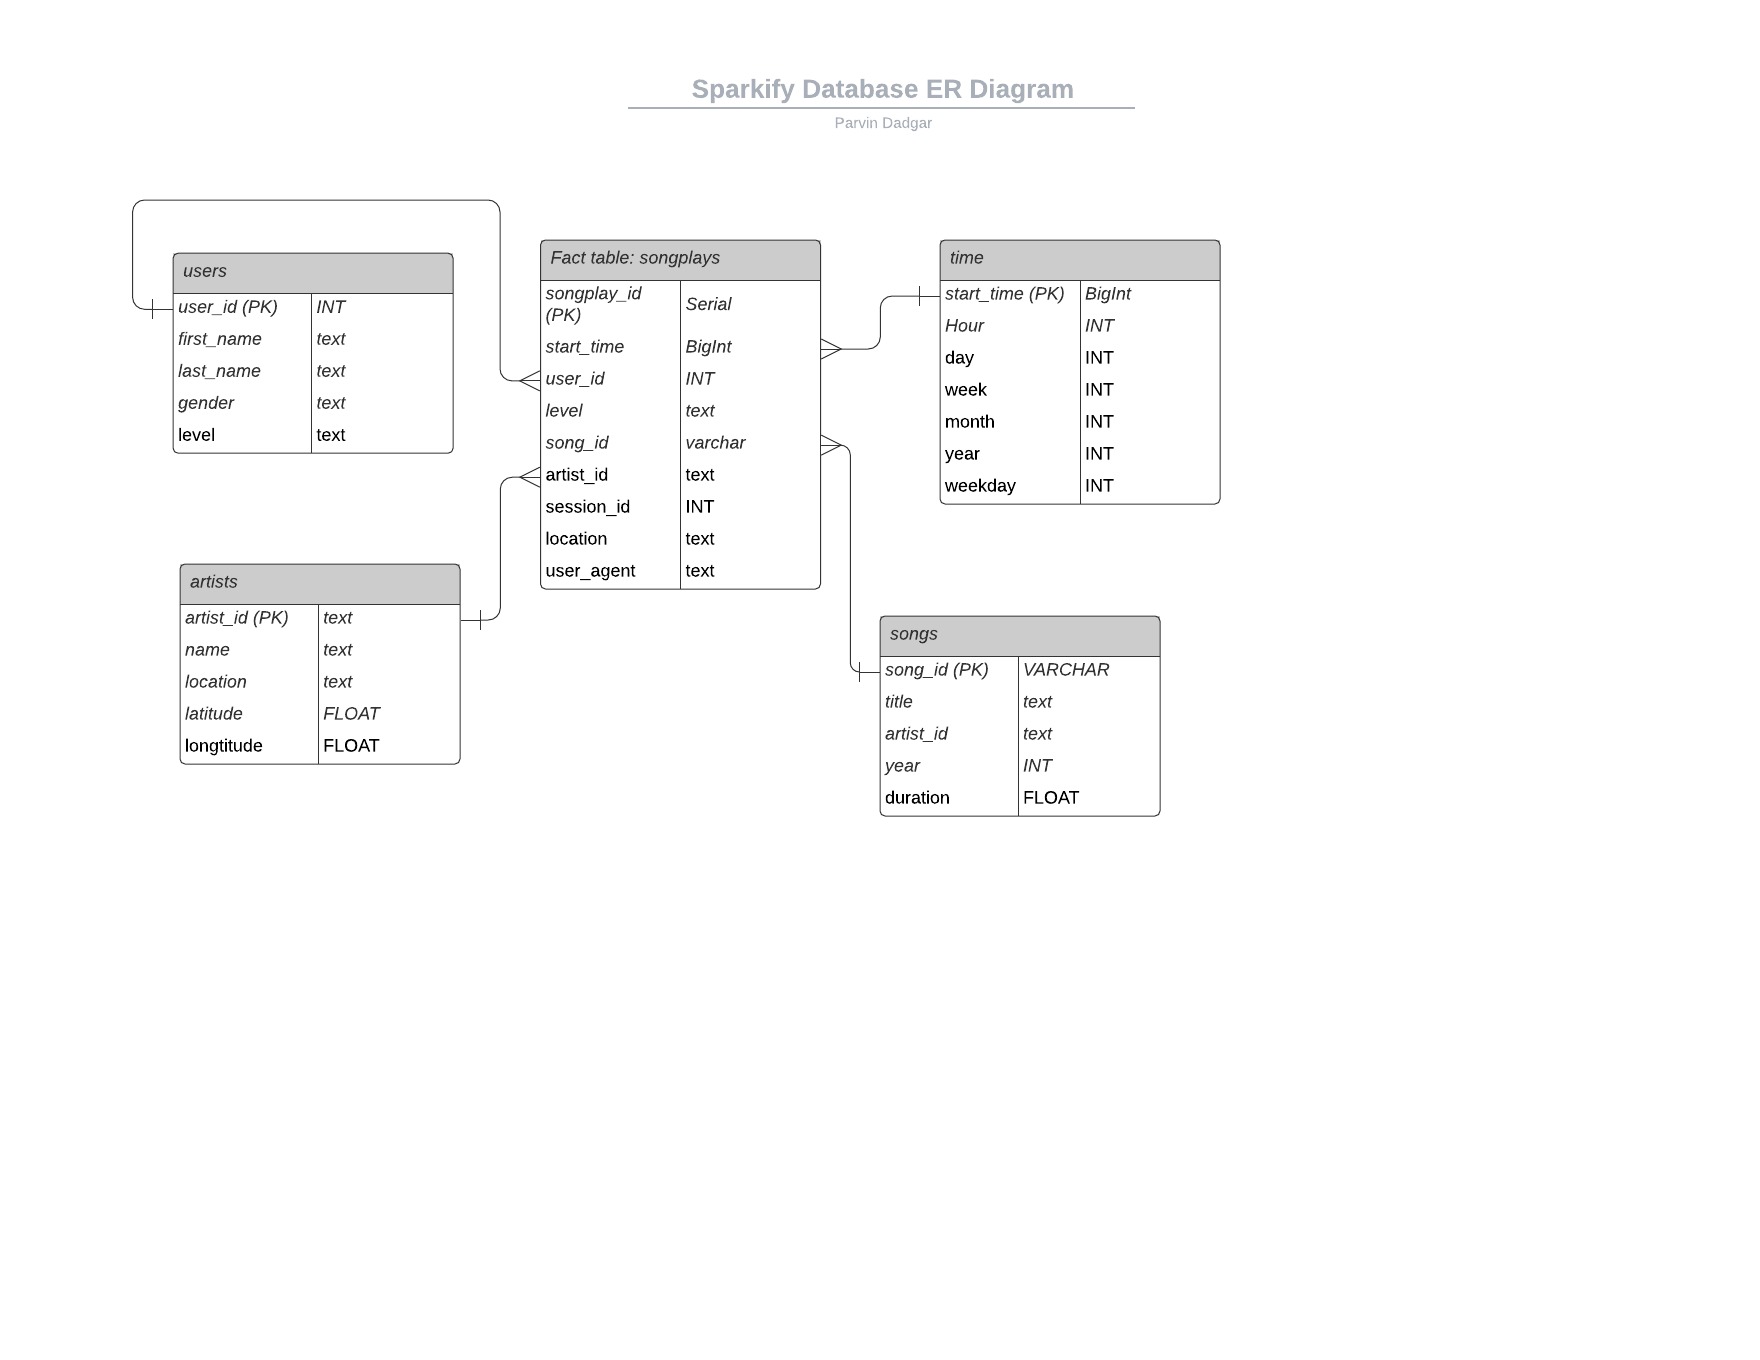 Sparkify Database ER Diagram
Parvin Dadgar
users
user_id (PK) INT
first_name text
last_name text
gender text
level text
Fact table: songplays
songplay_id
(PK) Serial
start_time BigInt
user_id INT
level text
song_id varchar
artist_id text
session_id INT
location text
user_agent text
time
start_time (PK) BigInt
Hour INT
day INT
week INT
month INT
year INT
weekday INT
artists
artist_id (PK) text
name text
location text
latitude FLOAT
longtitude FLOAT
songs
song_id (PK) VARCHAR
title text
artist_id text
year INT
duration FLOAT